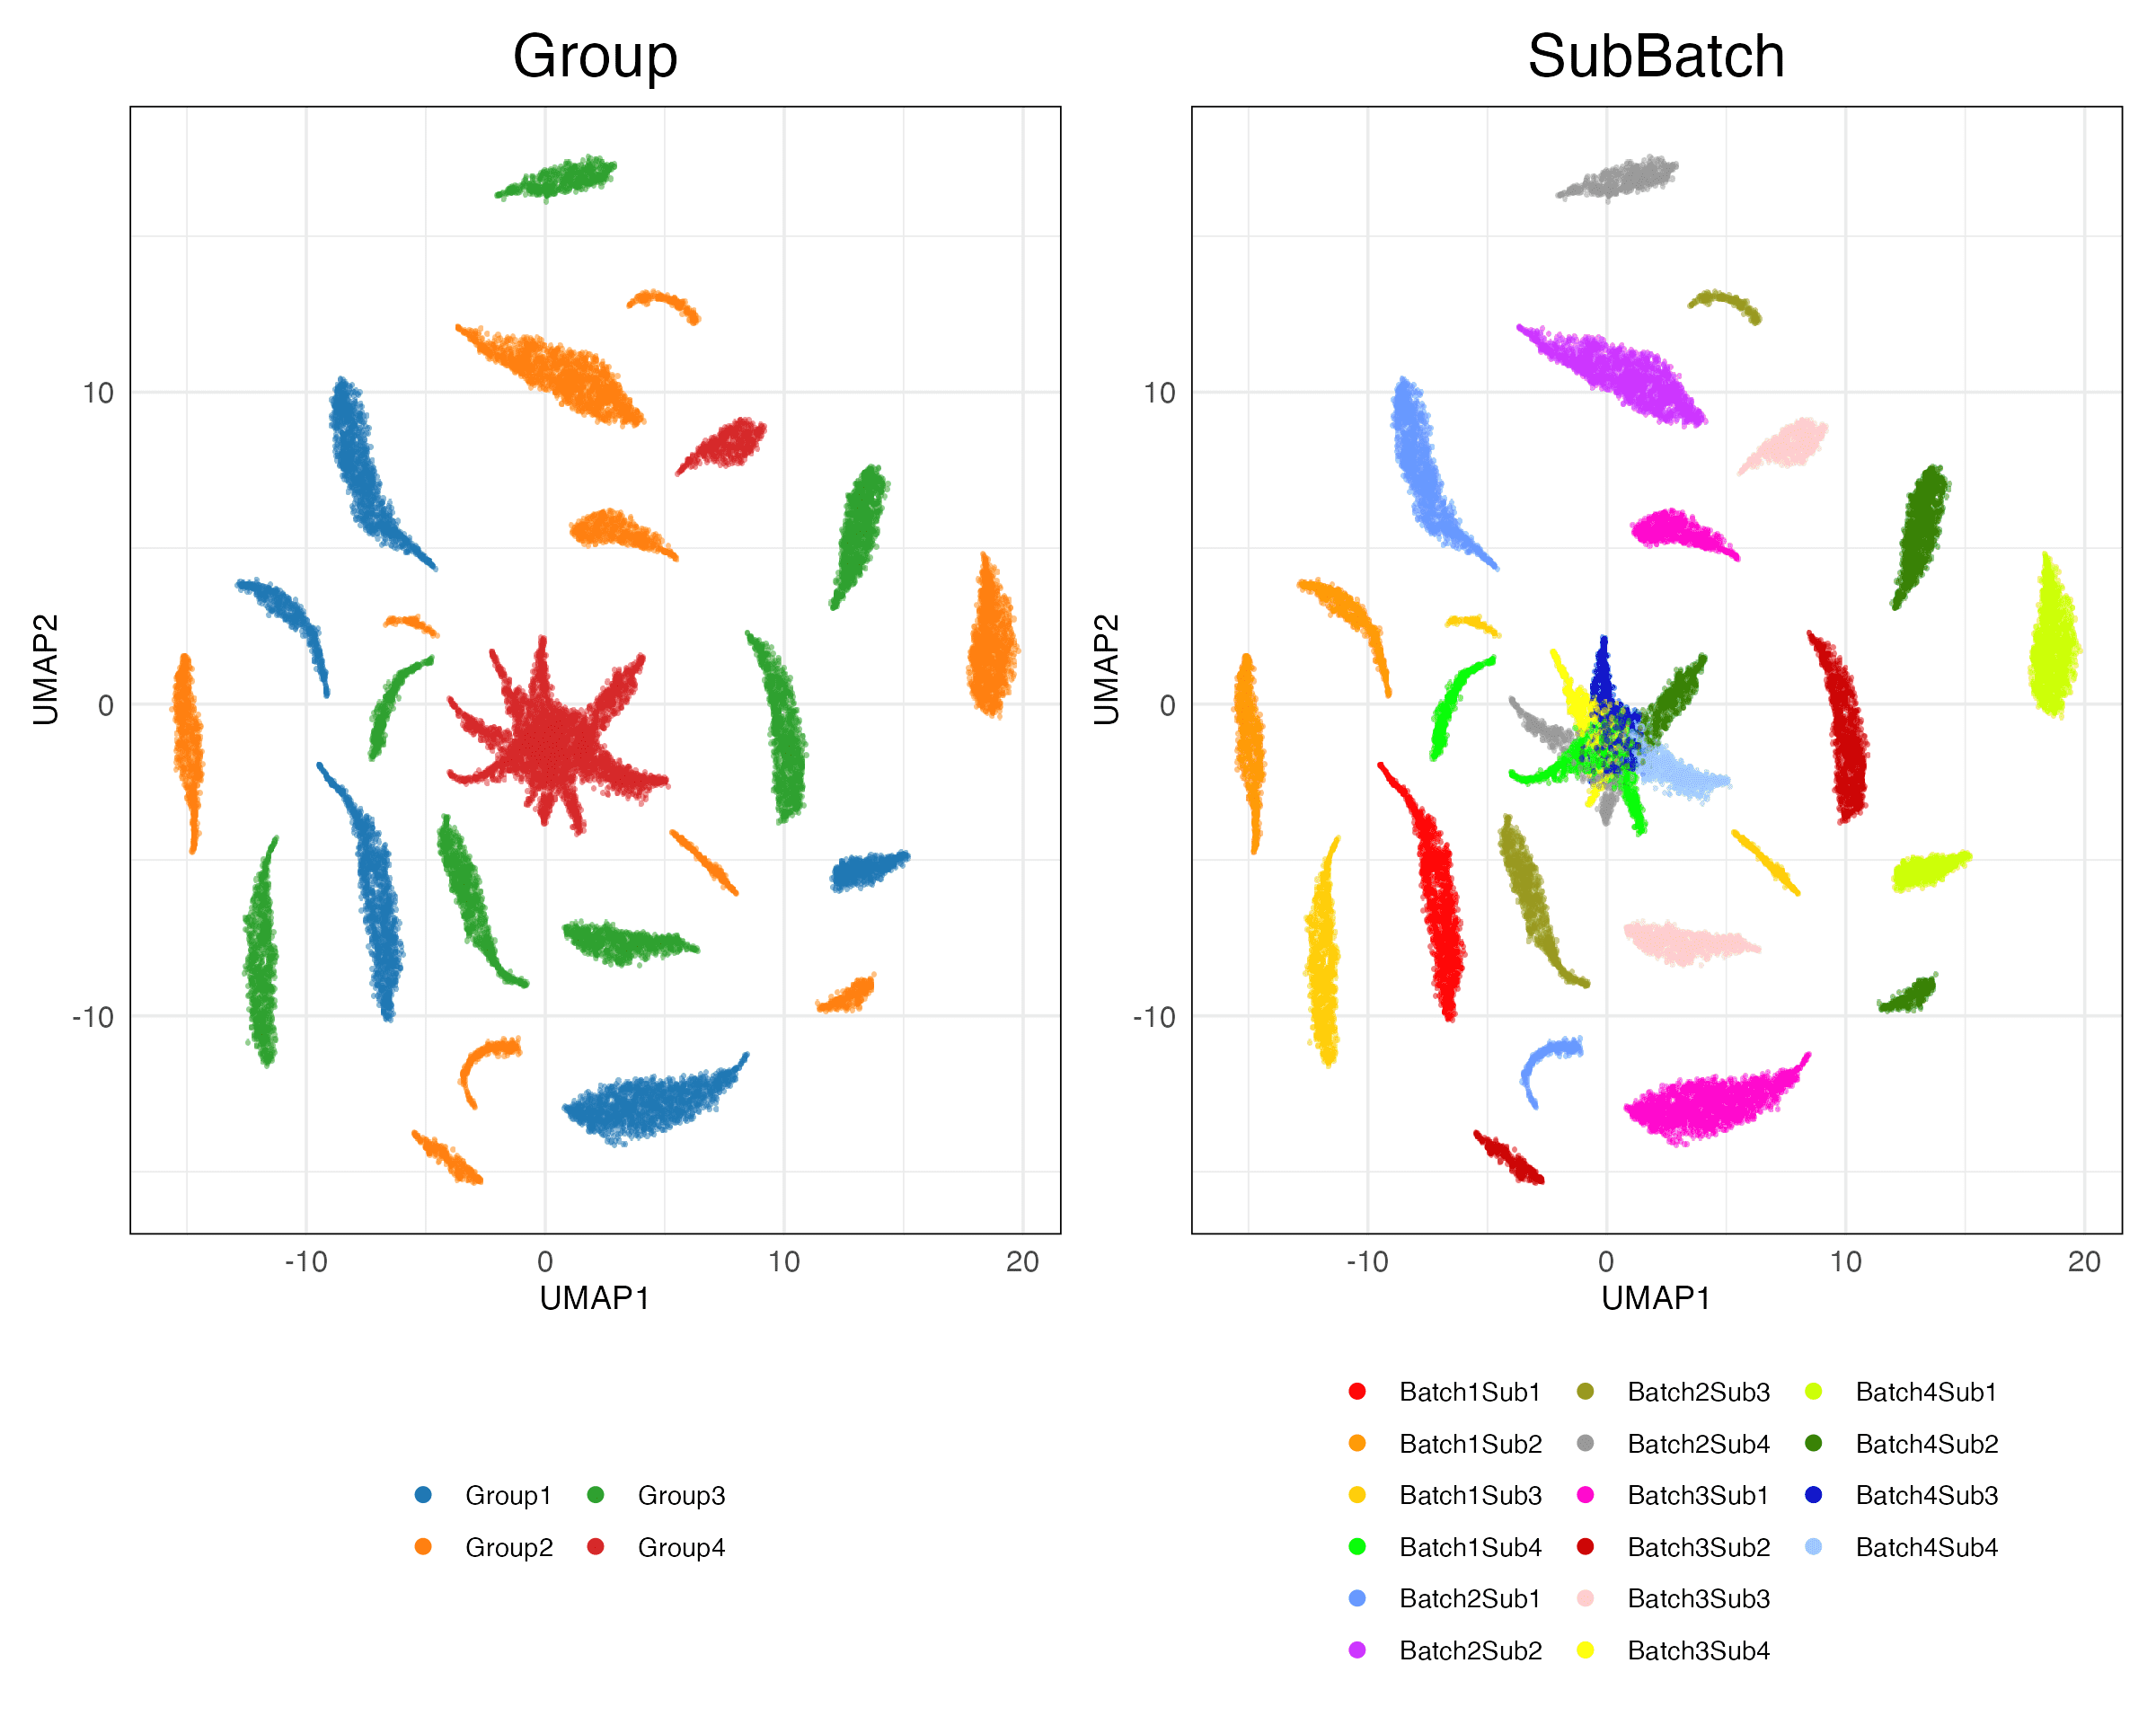 Group
SubBatch
10
0
-10
UMAP2
-10 0 10 20
UMAP1
10
0
-10
UMAP2
-10 0 10 20
UMAP1
Group1 Group3
Group2 Group4
Batch1Sub1 Batch2Sub3 Batch4Sub1
Batch1Sub2 Batch2Sub4 Batch4Sub2
Batch1Sub3 Batch3Sub1 Batch4Sub3
Batch1Sub4 Batch3Sub2 Batch4Sub4
Batch2Sub1 Batch3Sub3
Batch2Sub2 Batch3Sub4